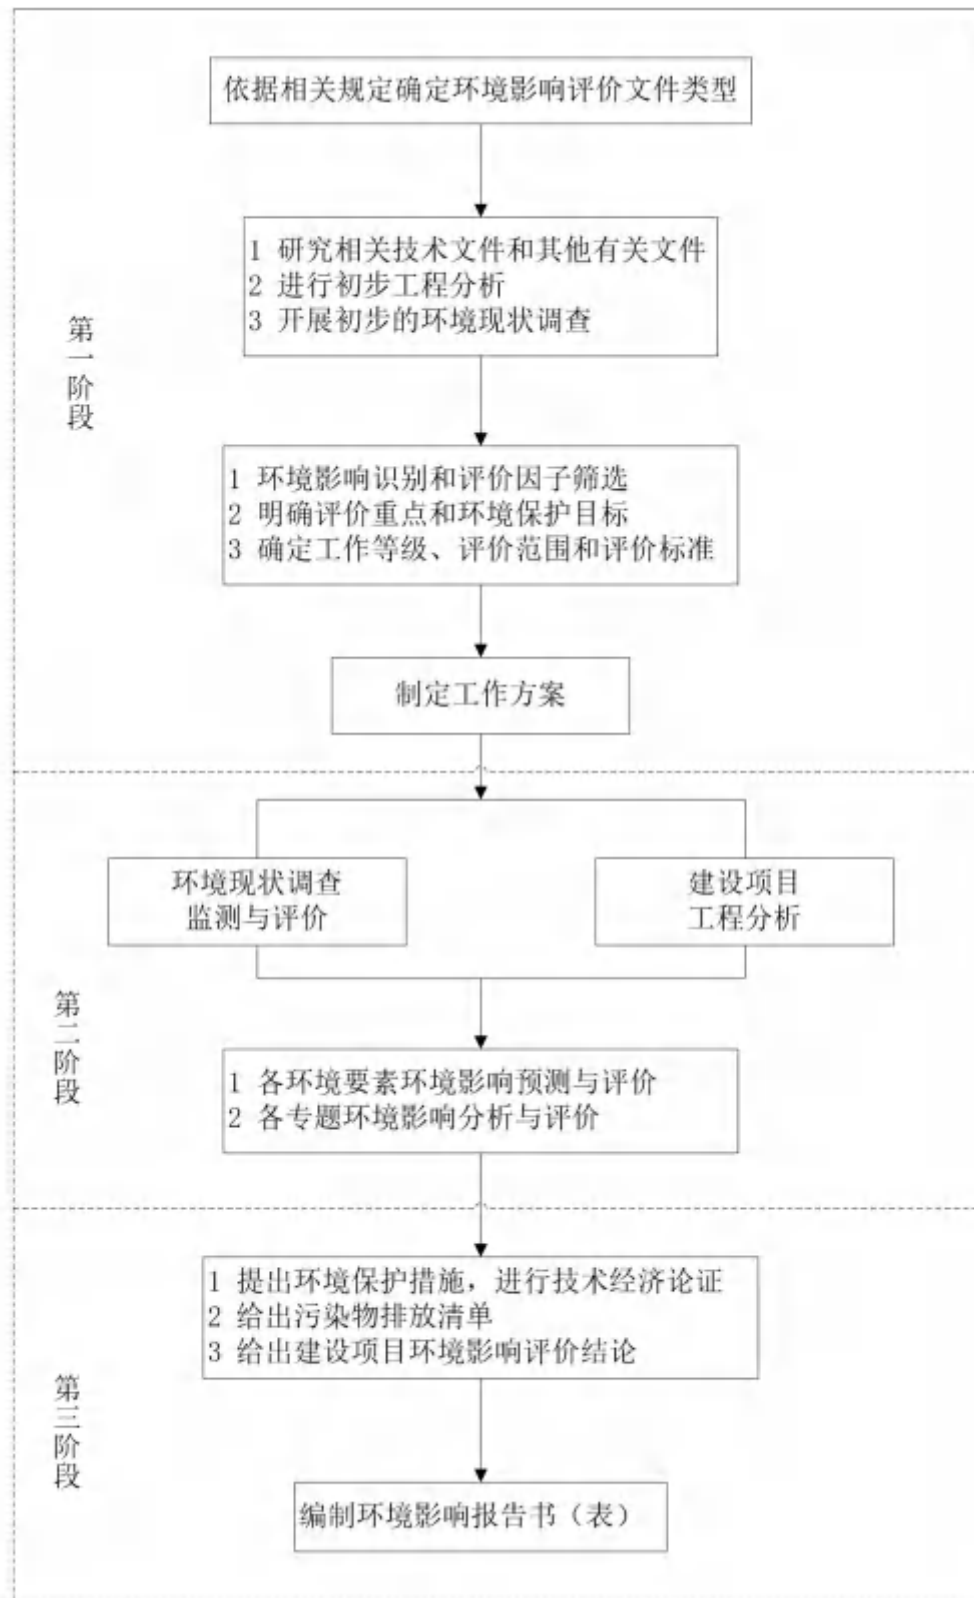 依据相关规定确定环境影响评价文件类型
1 研究相关技术文件和其他有关文件
2 进行初步工程分析
3 开展初步的环境现状调查
第一阶段
1 环境影响识别和评价因子筛选
2 明确评价重点和环境保护目标
3 确定工作等级、评价范围和评价标准
制定工作方案
环境现状调查
监测与评价
建设项目
工程分析
第二阶段
1 各环境要素环境影响预测与评价
2 各专题环境影响分析与评价
1 提出环境保护措施，进行技术经济论证
2 给出污染物排放清单
3 给出建设项目环境影响评价结论
第三阶段
编制环境影响报告书（表）